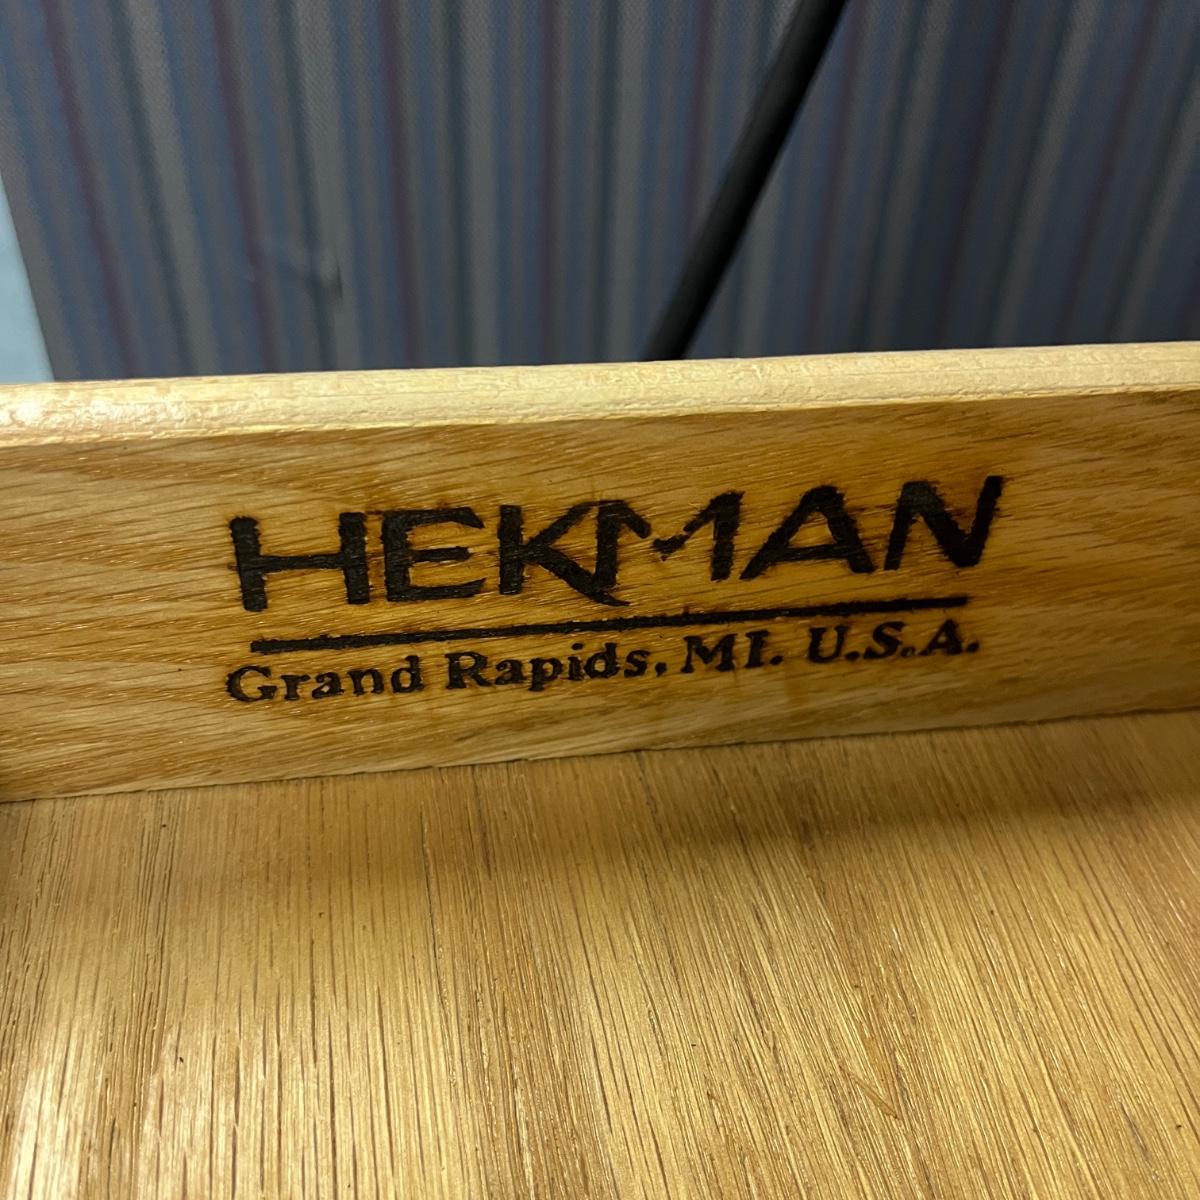 HEKMAN
Grand Rapids, MI. U.S.A.